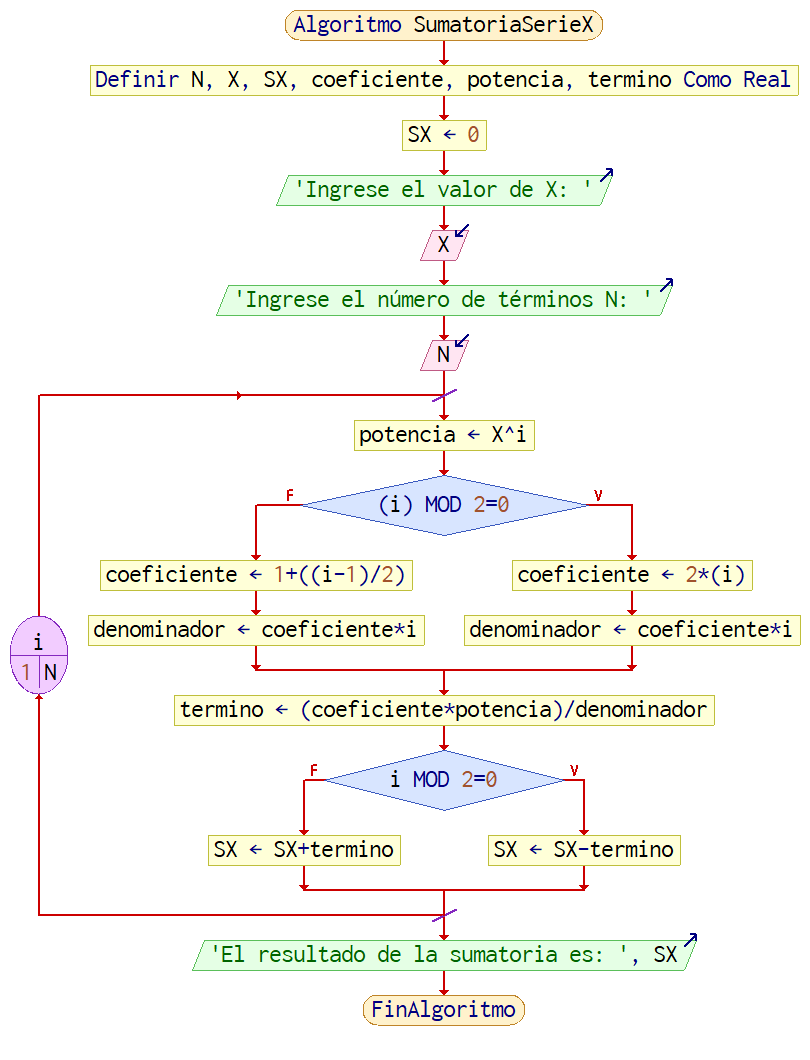 Algoritmo SumatoriaSerieX
Definir N, X, SX, coeficiente, potencia, termino Como Real
SX ← 0
'Ingrese el valor de X: '
X
'Ingrese el número de términos N: '
N
potencia ← X^i
F
(i) MOD 2=0
V
coeficiente ← 1+((i-1)/2)
coeficiente ← 2*(i)
denominador ← coeficiente*i
denominador ← coeficiente*i
i
1 N
termino ← (coeficiente*potencia)/denominador
F
i MOD 2=0
V
SX ← SX+termino
SX ← SX-termino
'El resultado de la sumatoria es: ', SX
FinAlgoritmo